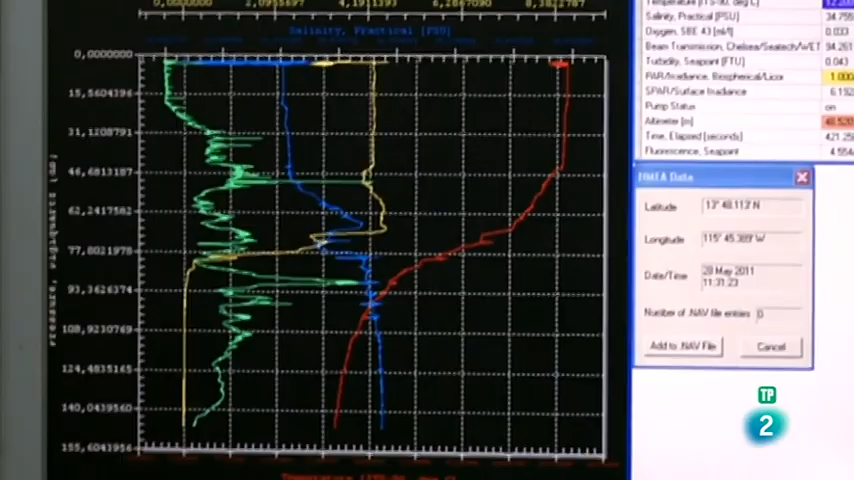 0,0000000 2,0955697 4,1911393 6,2867090 8,3822787
Salinity, Practical [PSU]
0,0000000
15,5604396
31,1208791
46,6813187
62,2417582
77,8021978
93,3626374
108,9230769
124,4835165
140,0439560
155,6043956
Salinity, Practical [PSU] 34.755
Oxygen, SBE 43 [ml/l] 0.033
Beam Transmission, Chelsea/Seatech/WET 94.261
Turbidity, Seapoint [FTU] 0.043
PAR/Irradiance, Biospherical/Licor 1.000
SPAR/Surface Irradiance 6.192
Pump Status on
Altimeter [m]
Time, Elapsed [seconds] 421.25
Fluorescence, Seapoint 4.554
NMEA Data
Latitude 13° 48.113' N
Longitude 115° 45.389' W
Date/Time 28 May 2011
11:31:23
Number of .NAV file entries 0
Add to .NAV File Cancel
TP
2